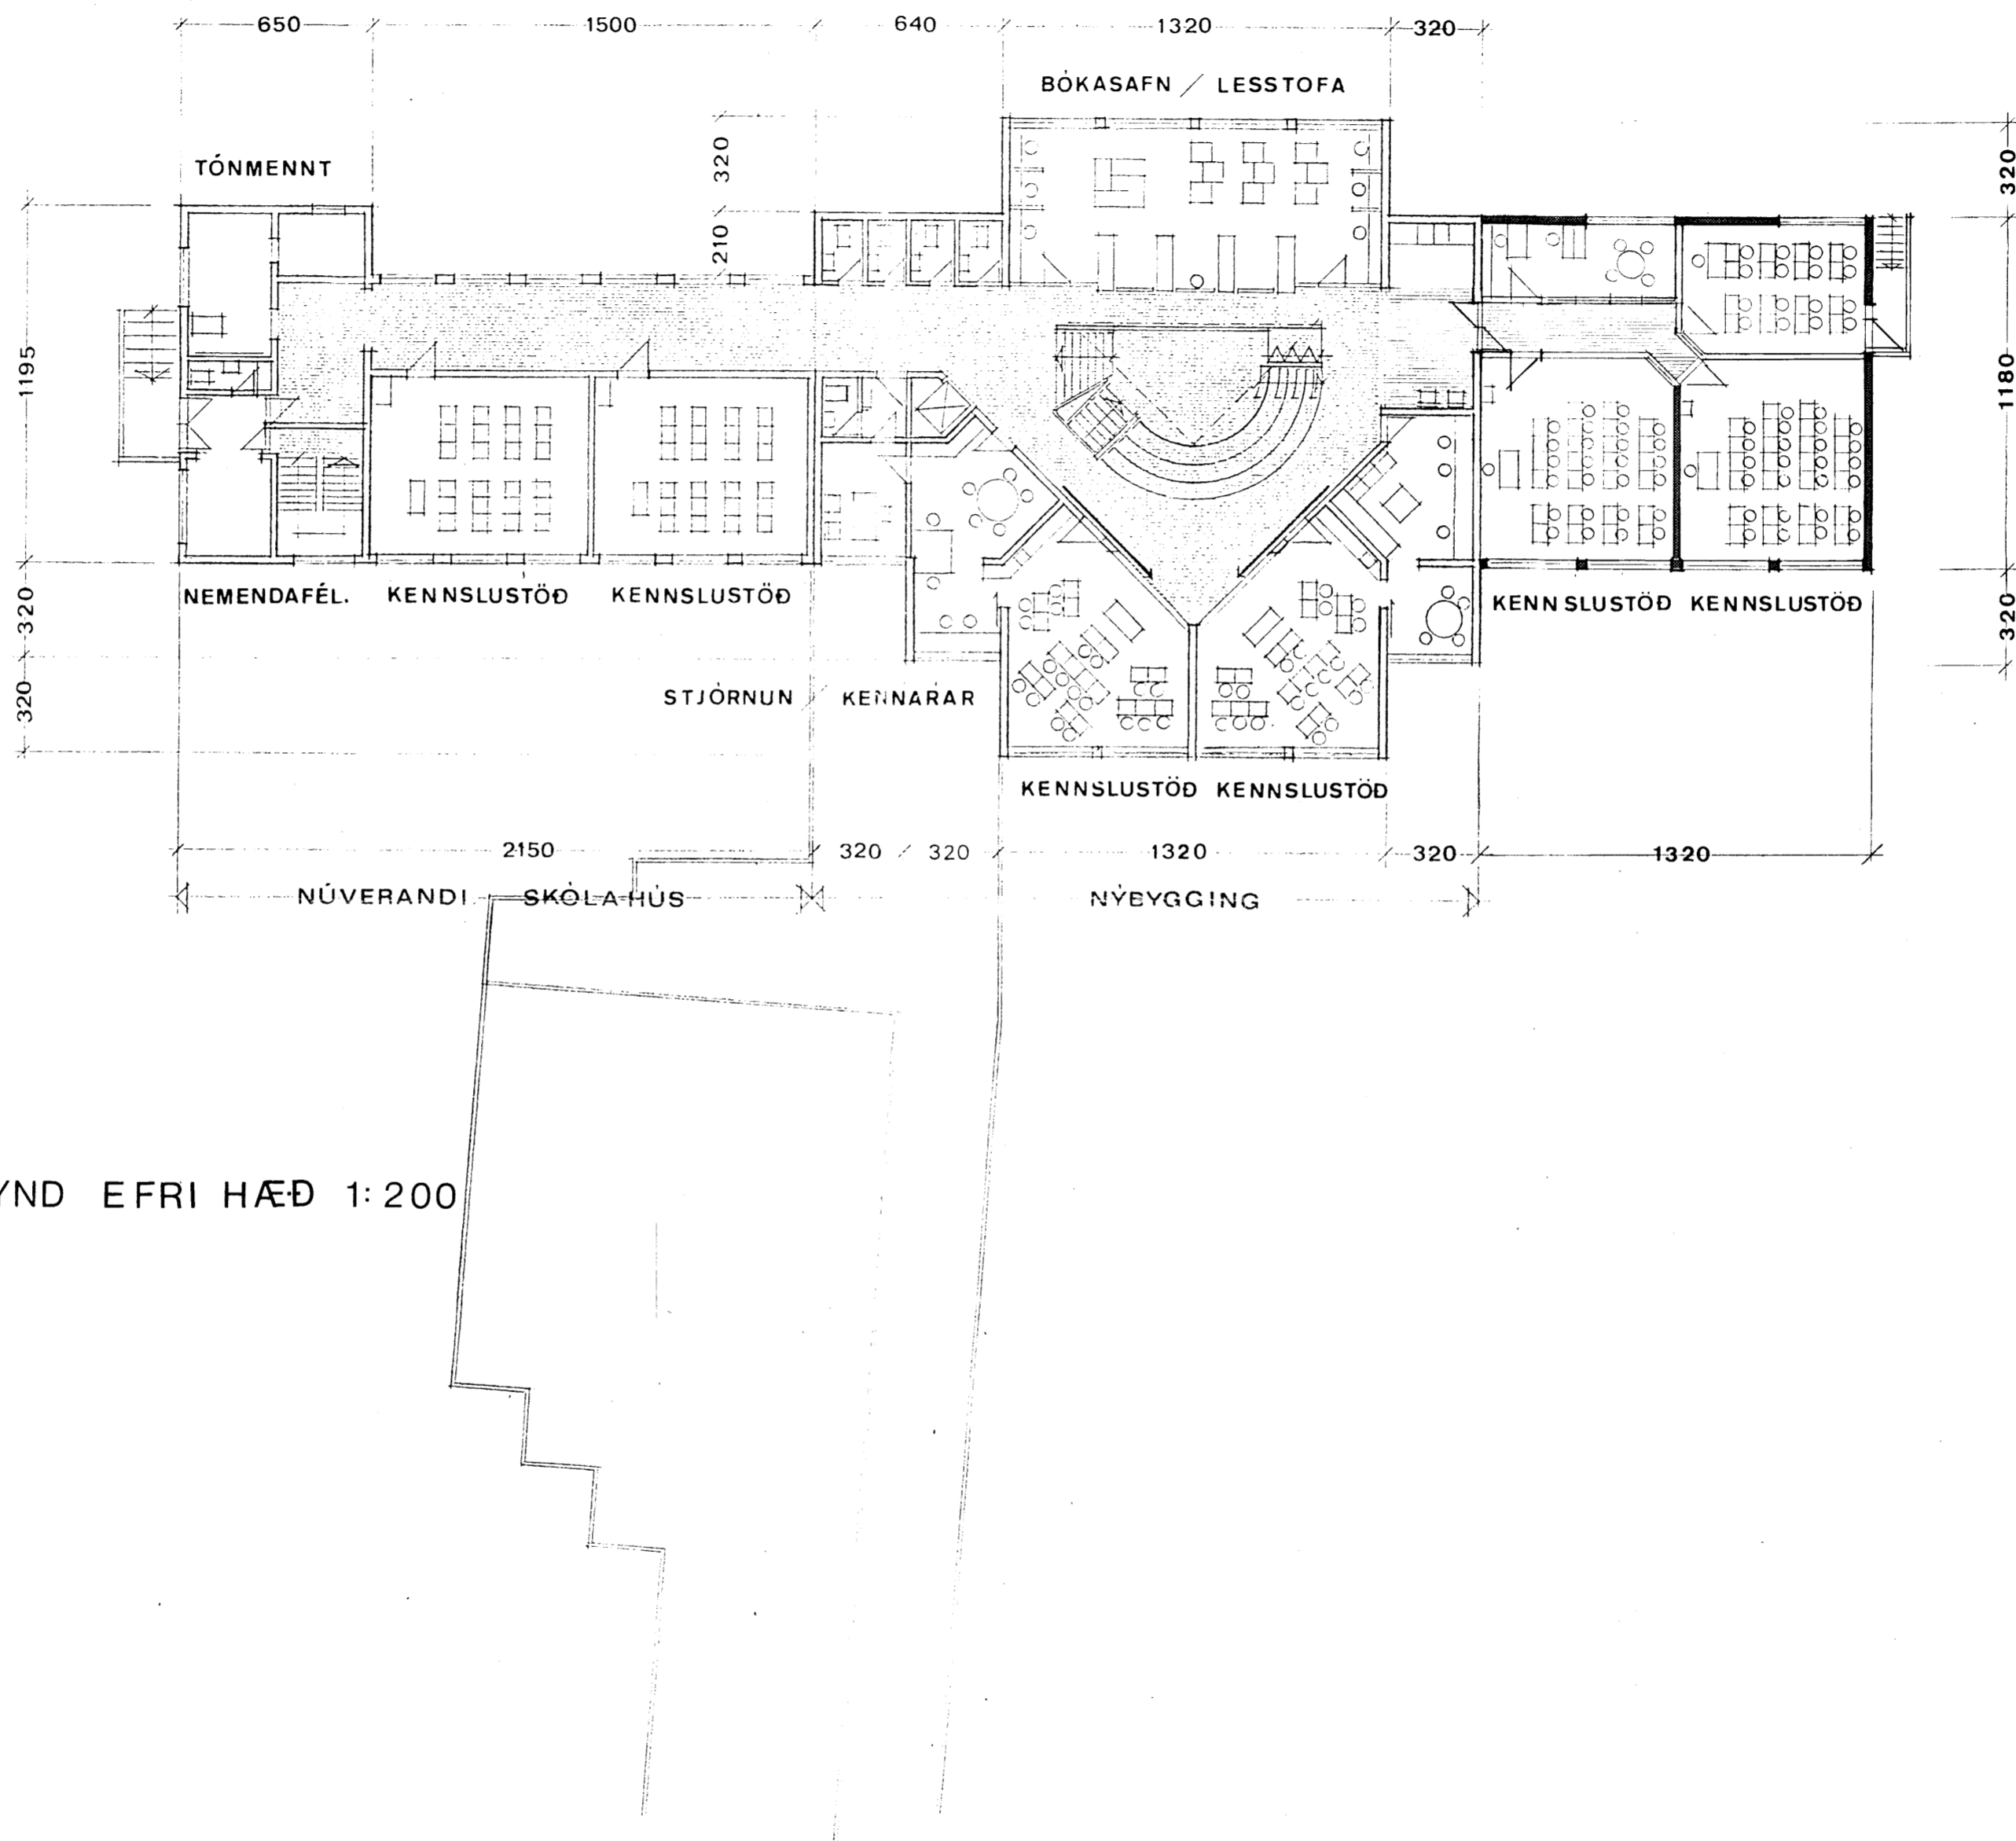 650 1500 640 1320 320
BÓKASAFN / LESSTOFA
TÓNMENNT
320
210
320
1195
1180
320
320
320
NEMENDAFÉL. KENNSLUSTÖÐ KENNSLUSTÖÐ
KENNSLUSTÖÐ KENNSLUSTÖÐ
STJÓRNUN / KENNARAR
KENNSLUSTÖÐ KENNSLUSTÖÐ
2150 320 / 320 1320 320 1320
NÚVERANDI SKÓLAHÚS NÝBYGGING
YND EFRI HÆÐ 1:200